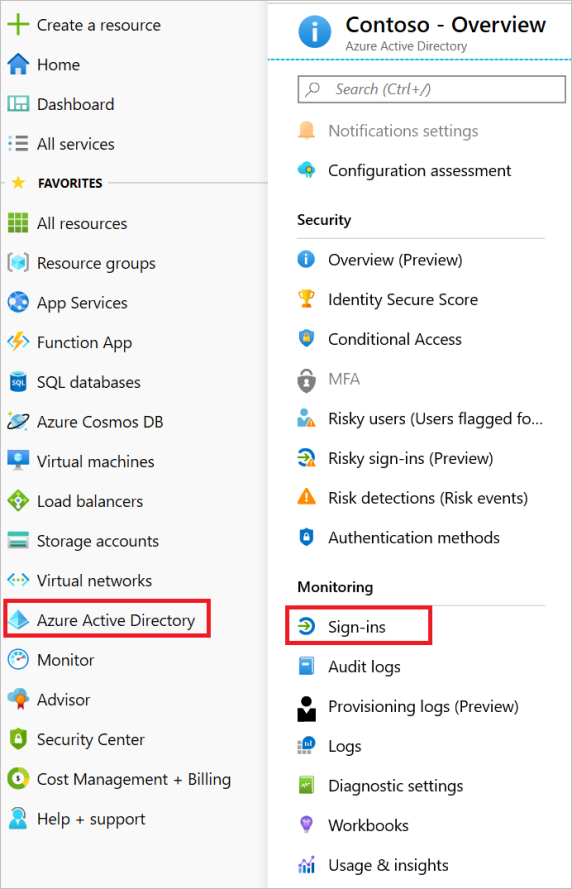 Create a resource
Home
Dashboard
All services
FAVORITES
All resources
Resource groups
App Services
Function App
SQL databases
Azure Cosmos DB
Virtual machines
Load balancers
Storage accounts
Virtual networks
Azure Active Directory
Monitor
Advisor
Security Center
Cost Management + Billing
Help + support
Contoso - Overview
Azure Active Directory
Search (Ctrl+/)
Notifications settings
Configuration assessment
Security
Overview (Preview)
Identity Secure Score
Conditional Access
MFA
Risky users (Users flagged fo...
Risky sign-ins (Preview)
Risk detections (Risk events)
Authentication methods
Monitoring
Sign-ins
Audit logs
Provisioning logs (Preview)
Logs
Diagnostic settings
Workbooks
Usage & insights